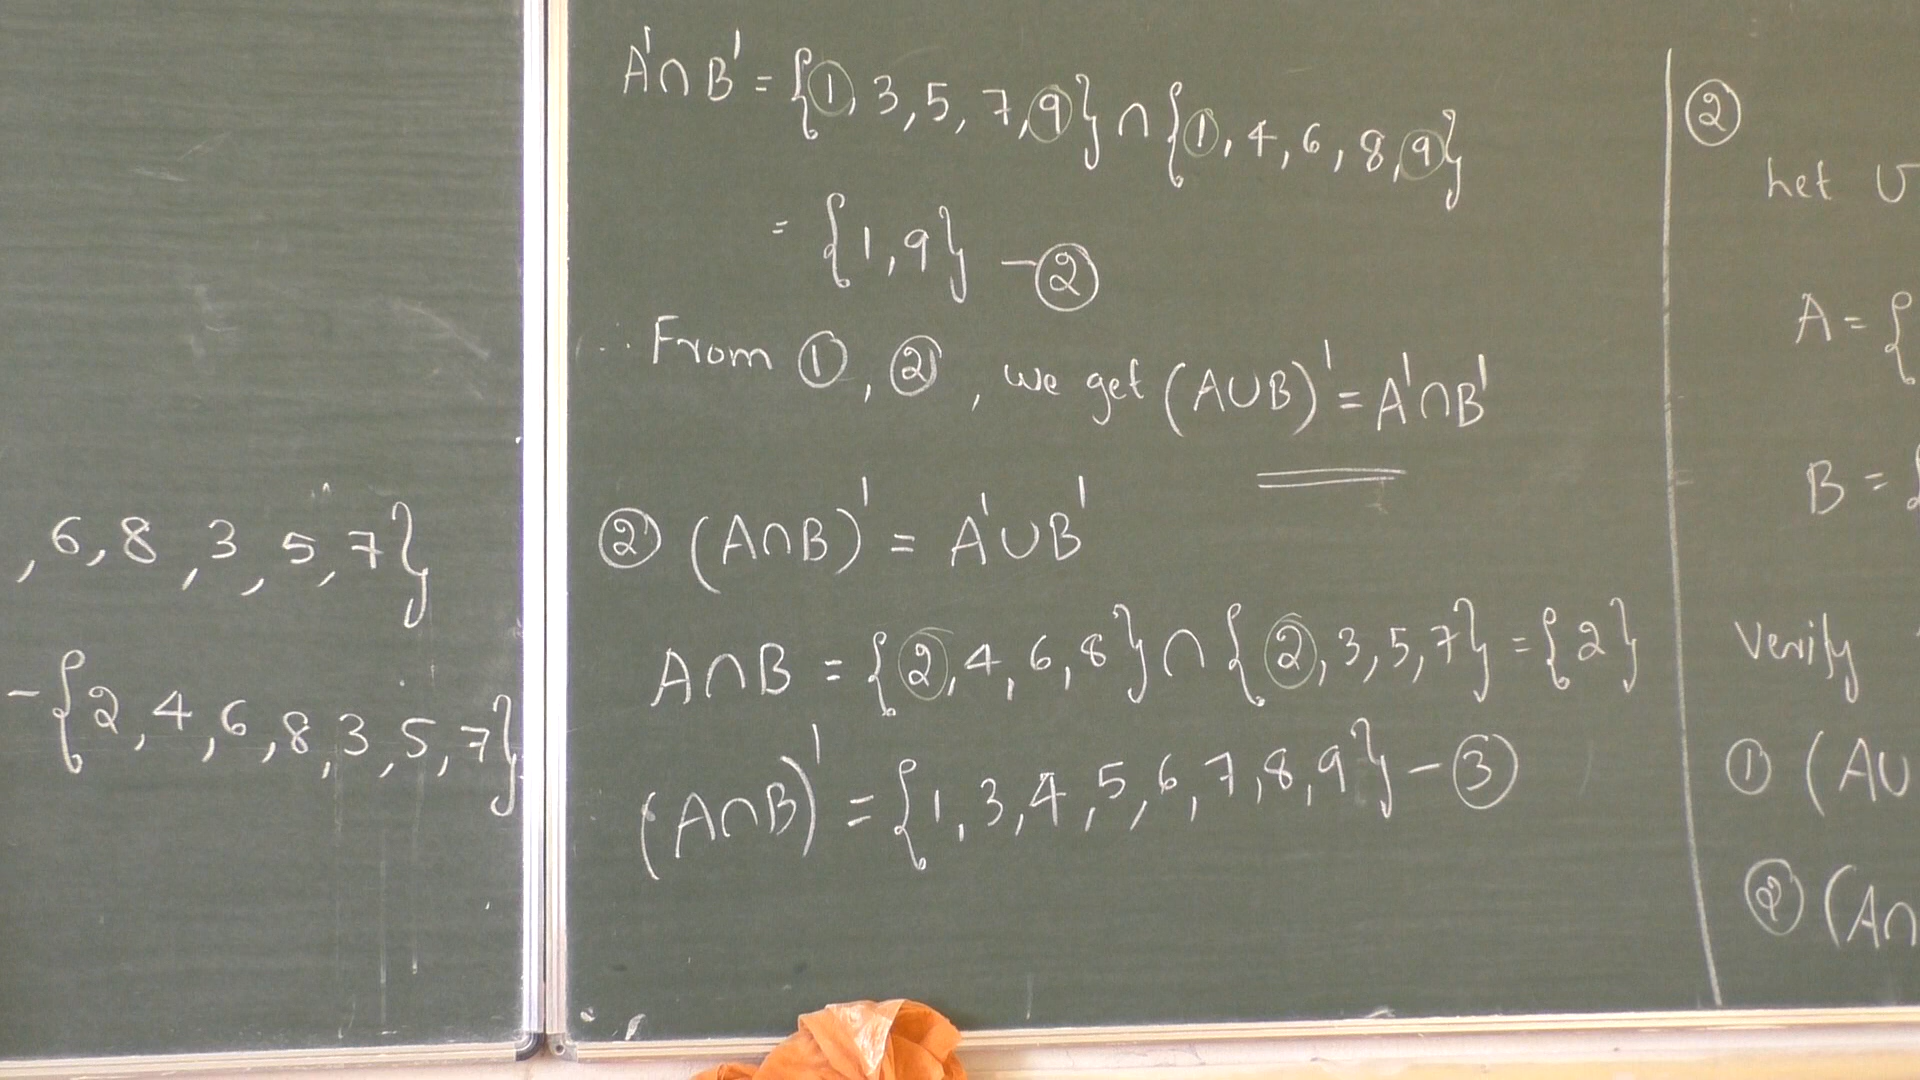 , 6, 8, 3, 5, 7}
- {2, 4, 6, 8, 3, 5, 7}
A'∩B' = {①, 3, 5, 7, ⑨} ∩ {①, 4, 6, 8, ⑨}
= {1, 9} - ②
∴ From ①, ②, we get (A∪B)' = A'∩B'
② (A∩B)' = A'∪B'
A∩B = {②, 4, 6, 8} ∩ {②, 3, 5, 7} = {2}
(A∩B)' = {1, 3, 4, 5, 6, 7, 8, 9} - ③
②
Let U
A = {
B = {
Verify
① (A∪
② (A∩